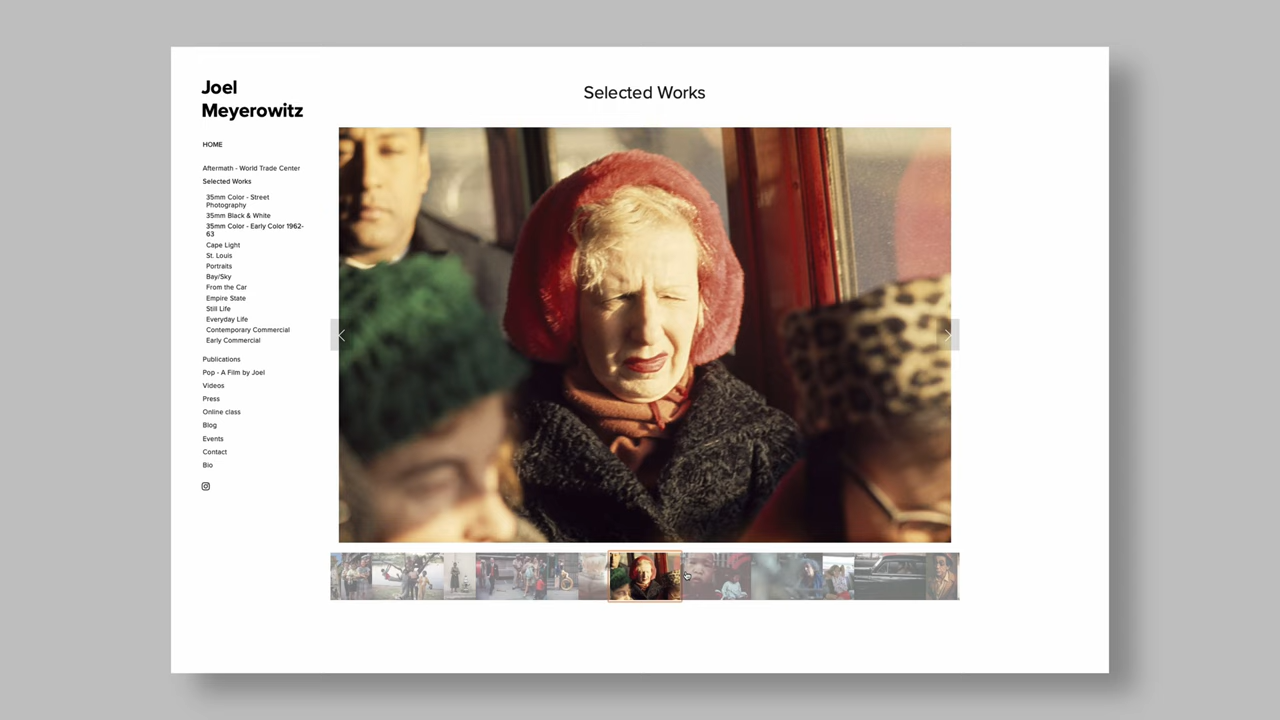 Joel
Meyerowitz
HOME
Aftermath - World Trade Center
Selected Works
35mm Color - Street
Photography
35mm Black & White
35mm Color - Early Color 1962-
63
Cape Light
St. Louis
Portraits
Bay/Sky
From the Car
Empire State
Still Life
Everyday Life
Contemporary Commercial
Early Commercial
Publications
Pop - A Film by Joel
Videos
Press
Online class
Blog
Events
Contact
Bio
Selected Works